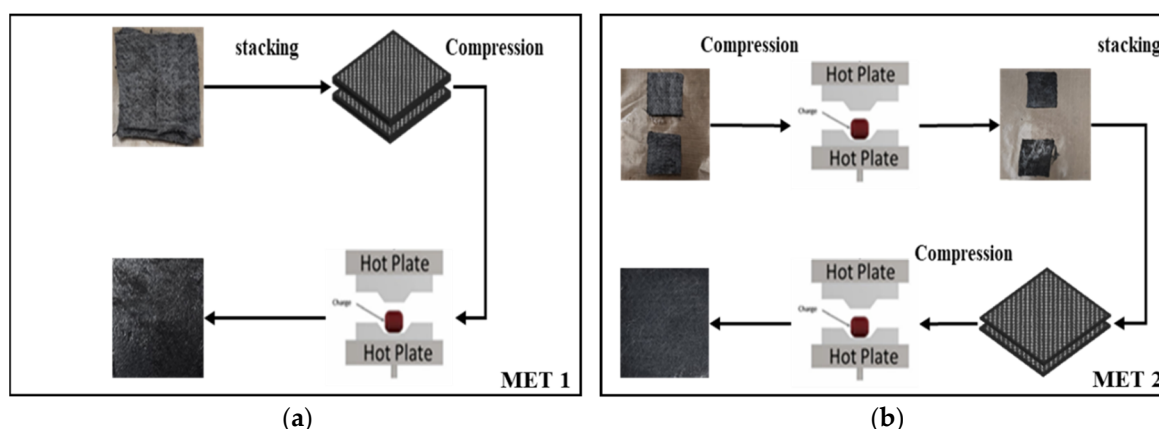 stacking
Compression
Hot Plate
Charge
Hot Plate
MET 1
(a)
Compression
stacking
Hot Plate
Charge
Hot Plate
Compression
Hot Plate
Charge
Hot Plate
MET 2
(b)